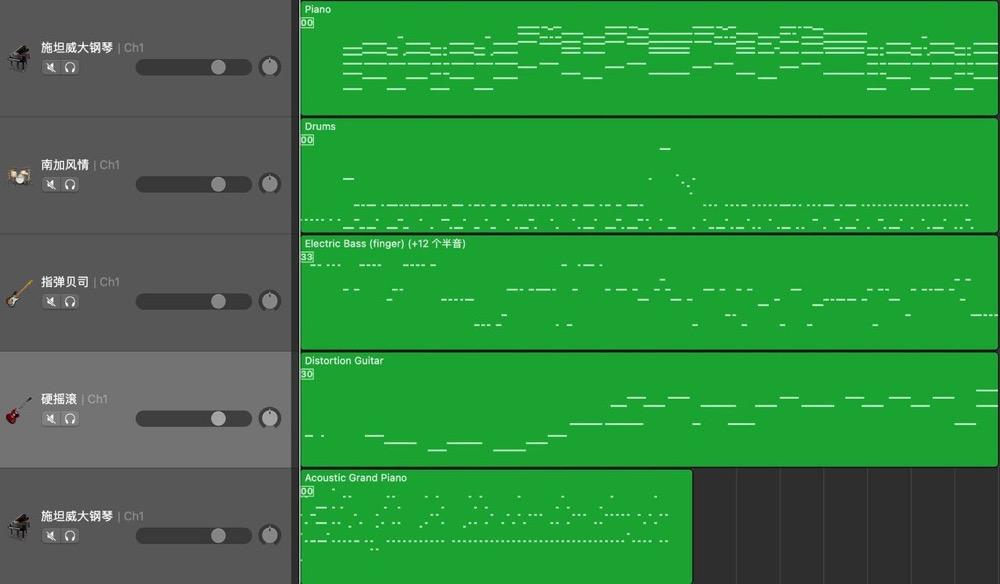 Piano
00
施坦威大钢琴 | Ch1
Drums
00
南加风情 | Ch1
Electric Bass (finger) (+12 个半音)
33
指弹贝司 | Ch1
Distortion Guitar
30
硬摇滚 | Ch1
Acoustic Grand Piano
00
施坦威大钢琴 | Ch1